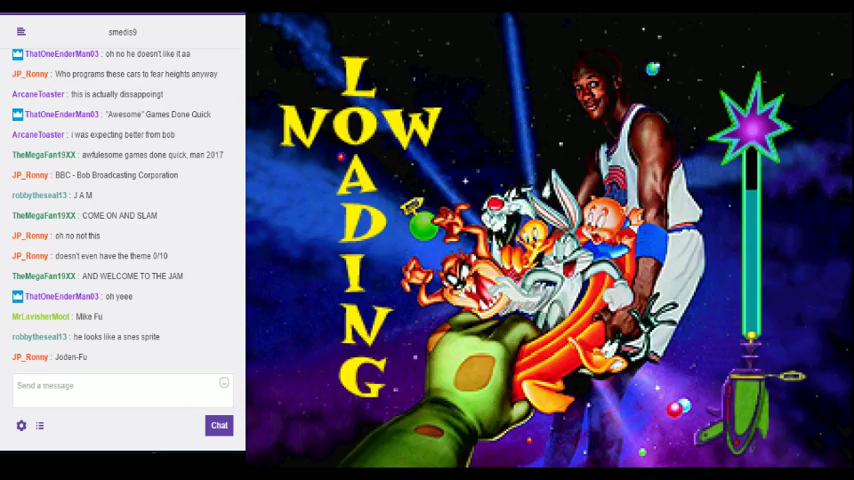 smedis9
ThatOneEnderMan03 : oh no he doesn't like it aa
JP_Ronny : Who programs these cars to fear heights anyway
ArcaneToaster : this is actually dissappoingt
ThatOneEnderMan03 : "Awesome" Games Done Quick
ArcaneToaster : i was expecting better from bob
TheMegaFan19XX : awfulesome games done quick, man 2017
JP_Ronny : BBC - Bob Broadcasting Corporation
robbytheseal13 : J A M
TheMegaFan19XX : COME ON AND SLAM
JP_Ronny : oh no not this
JP_Ronny : doesn't even have the theme 0/10
TheMegaFan19XX : AND WELCOME TO THE JAM
ThatOneEnderMan03 : oh yeee
MrLavisherMoot : Mike Fu
robbytheseal13 : he looks like a snes sprite
JP_Ronny : Joden-Fu
Send a message
Chat
NOW
LOADING